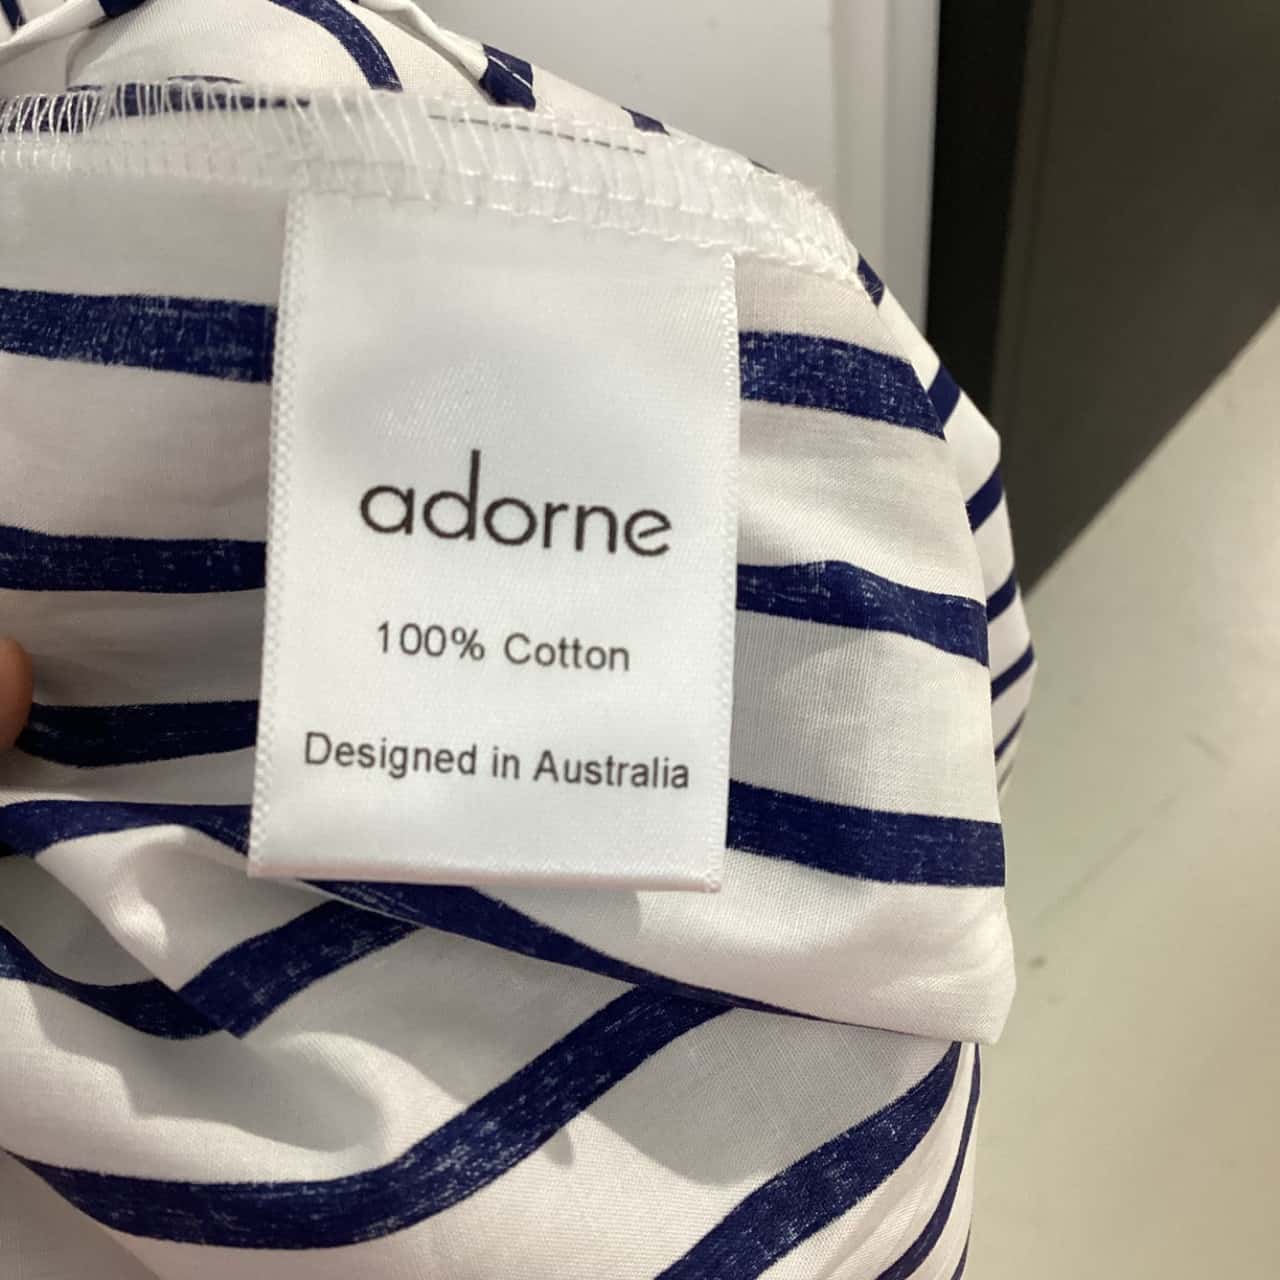 adorne
100% Cotton
Designed in Australia